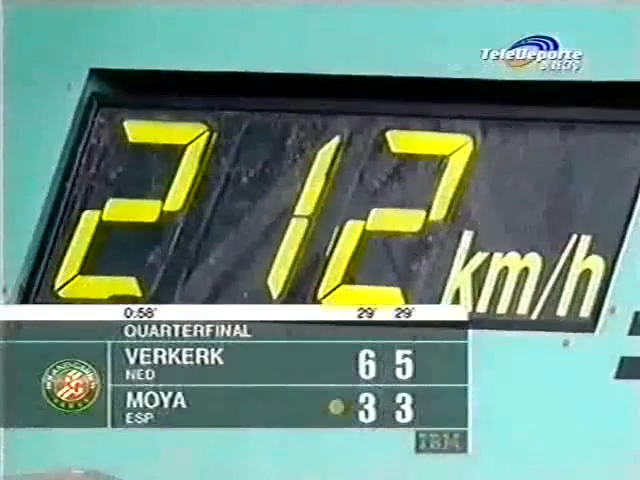 TeleDeporte
212 km/h
0:58' 29' 29'
QUARTERFINAL
VERKERK 6 5
NED
MOYA 3 3
ESP
IBM